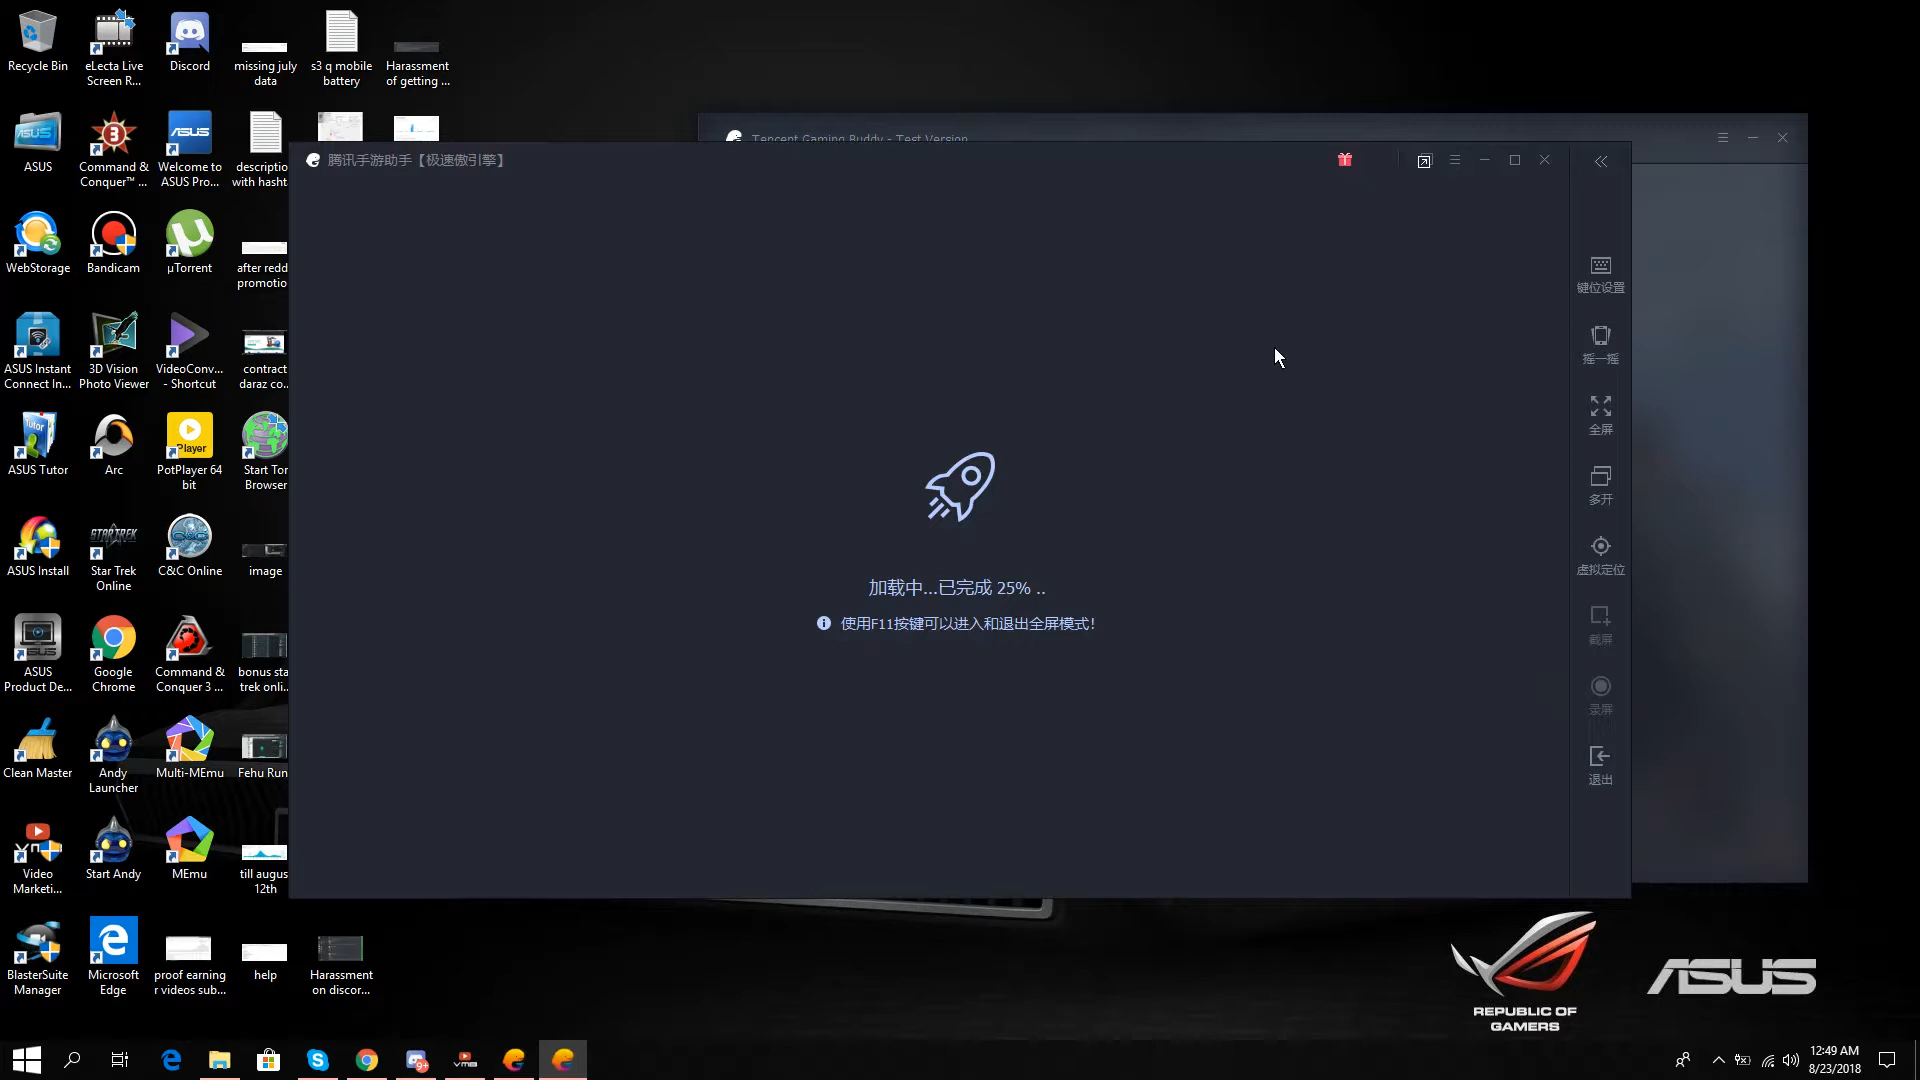 Recycle Bin
eLecta Live
Screen R...
Discord
missing july
data
s3 q mobile
battery
Harassment
of getting ...
ASUS
Command &
Conquer™ ...
Welcome to
ASUS Pro...
descriptio
with hasht
Tencent Gaming Buddy - Test Version
腾讯手游助手【极速傲引擎】
WebStorage
Bandicam
µTorrent
after redd
promotio
键位设置
摇一摇
全屏
多开
虚拟定位
截屏
录屏
退出
ASUS Instant
Connect In...
3D Vision
Photo Viewer
VideoConv...
- Shortcut
contract
daraz co...
ASUS Tutor
Arc
PotPlayer 64
bit
Start Tor
Browser
加载中...已完成 25% ..
使用F11按键可以进入和退出全屏模式!
ASUS Install
Star Trek
Online
C&C Online
image
ASUS
Product De...
Google
Chrome
Command &
Conquer 3 ...
bonus sta
trek onli...
Clean Master
Andy
Launcher
Multi-MEmu
Fehu Run
Video
Marketi...
Start Andy
MEmu
till augus
12th
BlasterSuite
Manager
Microsoft
Edge
proof earning
r videos sub...
help
Harassment
on discor...
REPUBLIC OF
GAMERS
ASUS
12:49 AM
8/23/2018